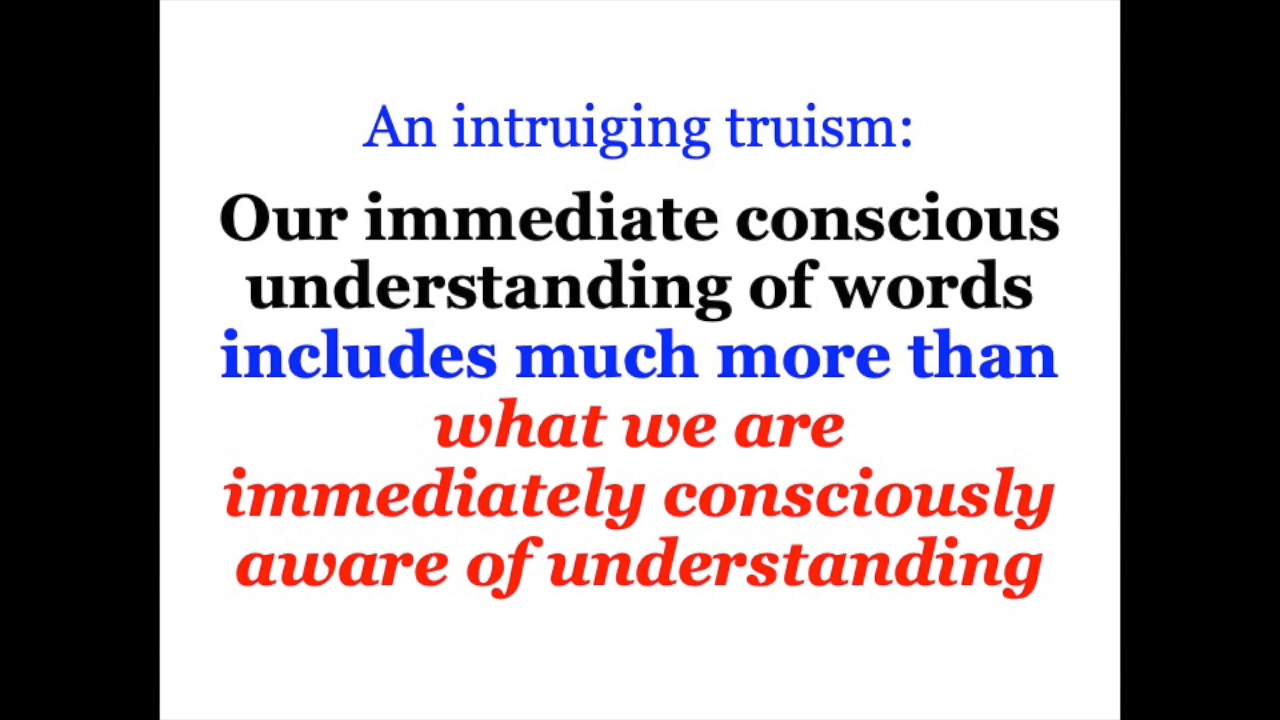 An intruiging truism:
Our immediate conscious
understanding of words
includes much more than
what we are
immediately consciously
aware of understanding